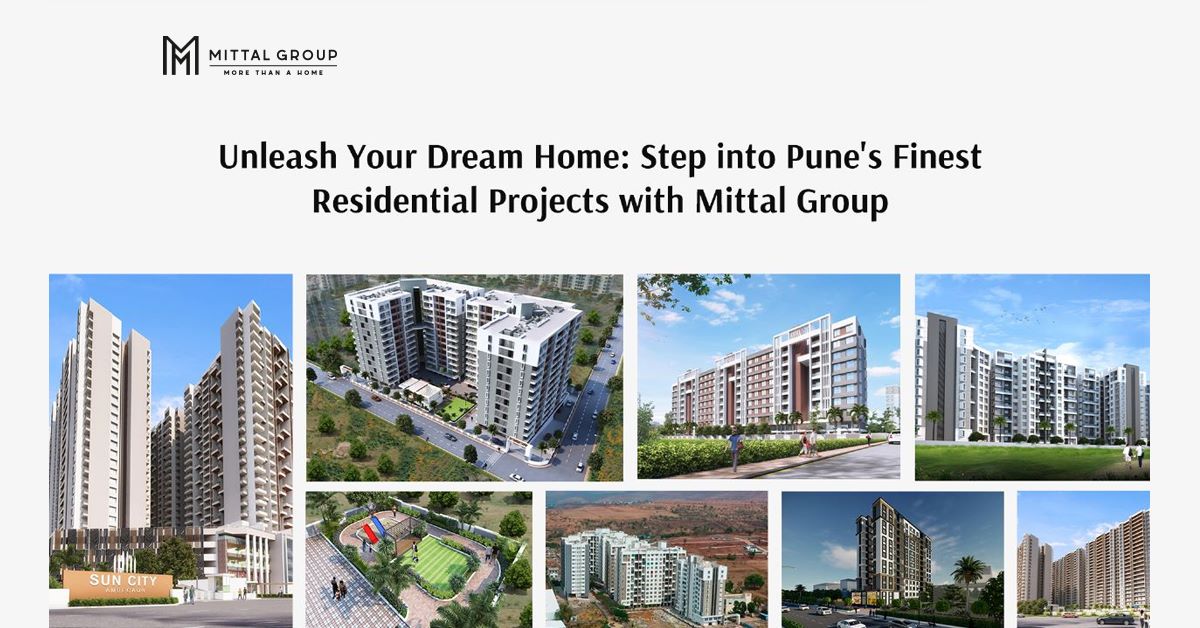 MITTAL GROUP
MORE THAN A HOME
Unleash Your Dream Home: Step into Pune's Finest
Residential Projects with Mittal Group
SUN CITY
AMBEGAON